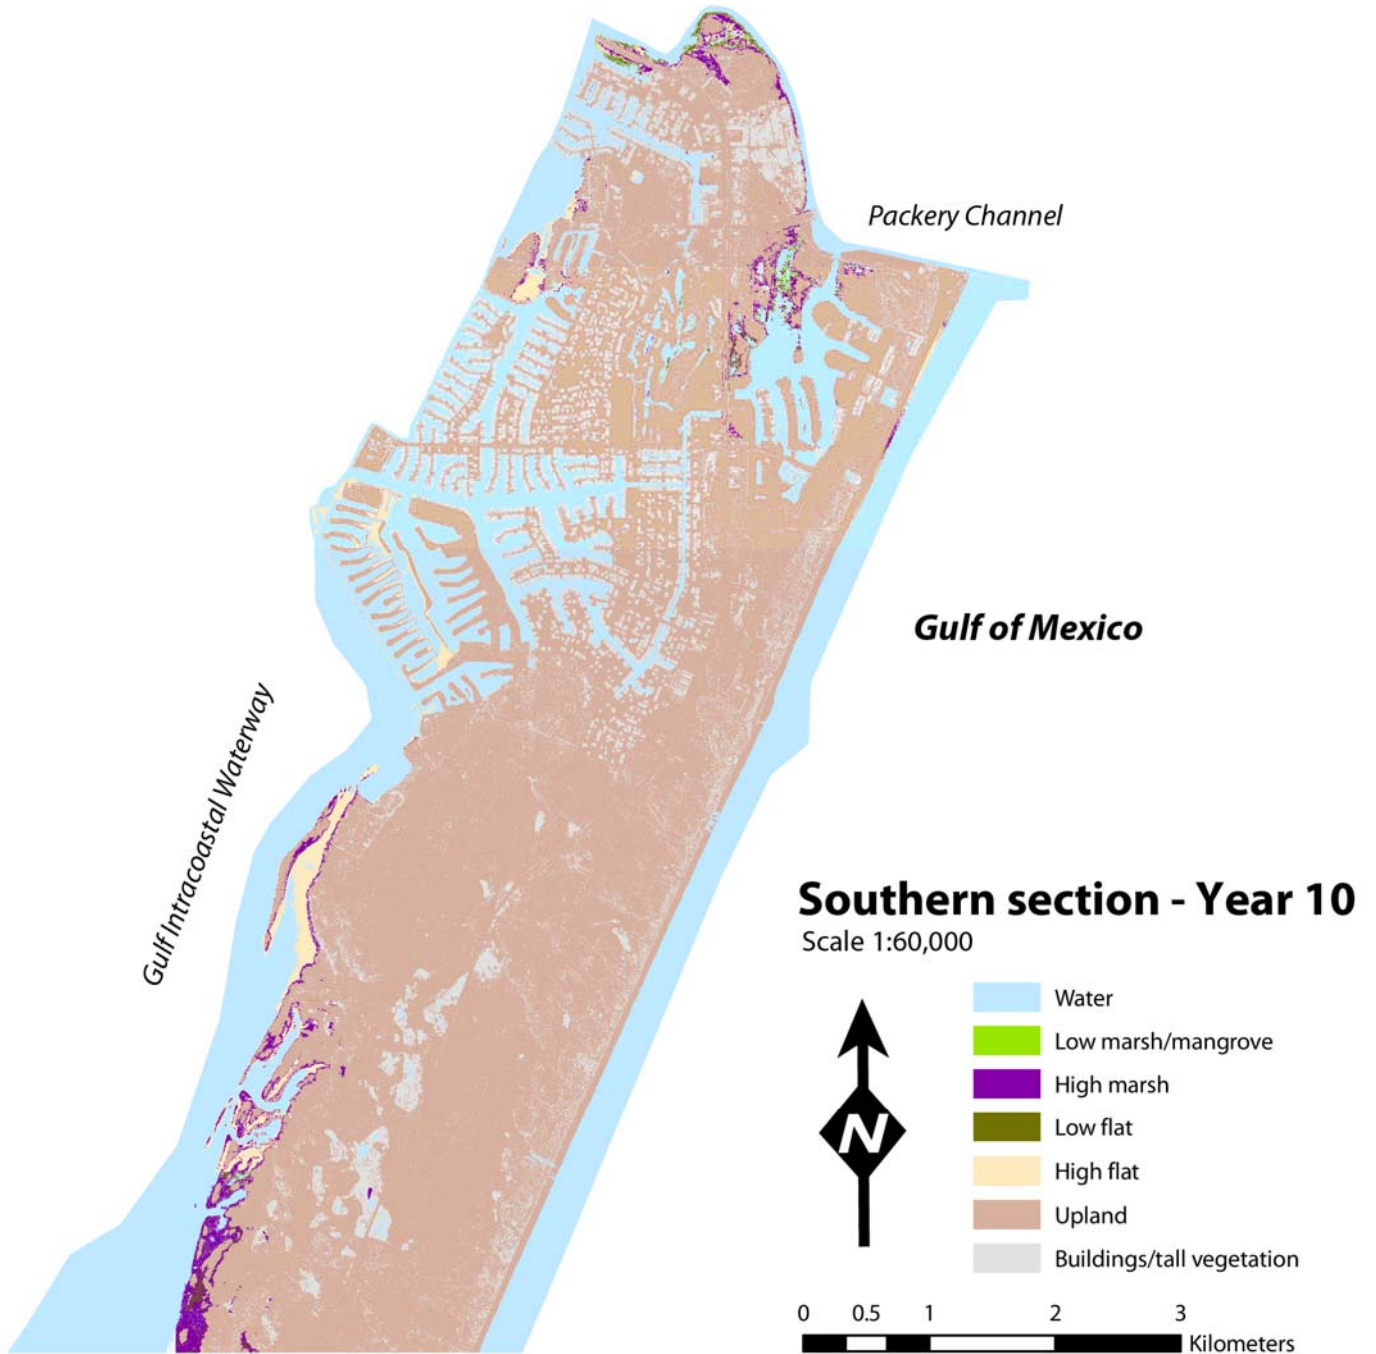 Packery Channel
Gulf of Mexico
Gulf Intracoastal Waterway
Southern section - Year 10
Scale 1:60,000
N
Water
Low marsh/mangrove
High marsh
Low flat
High flat
Upland
Buildings/tall vegetation
0 0.5 1 2 3
Kilometers